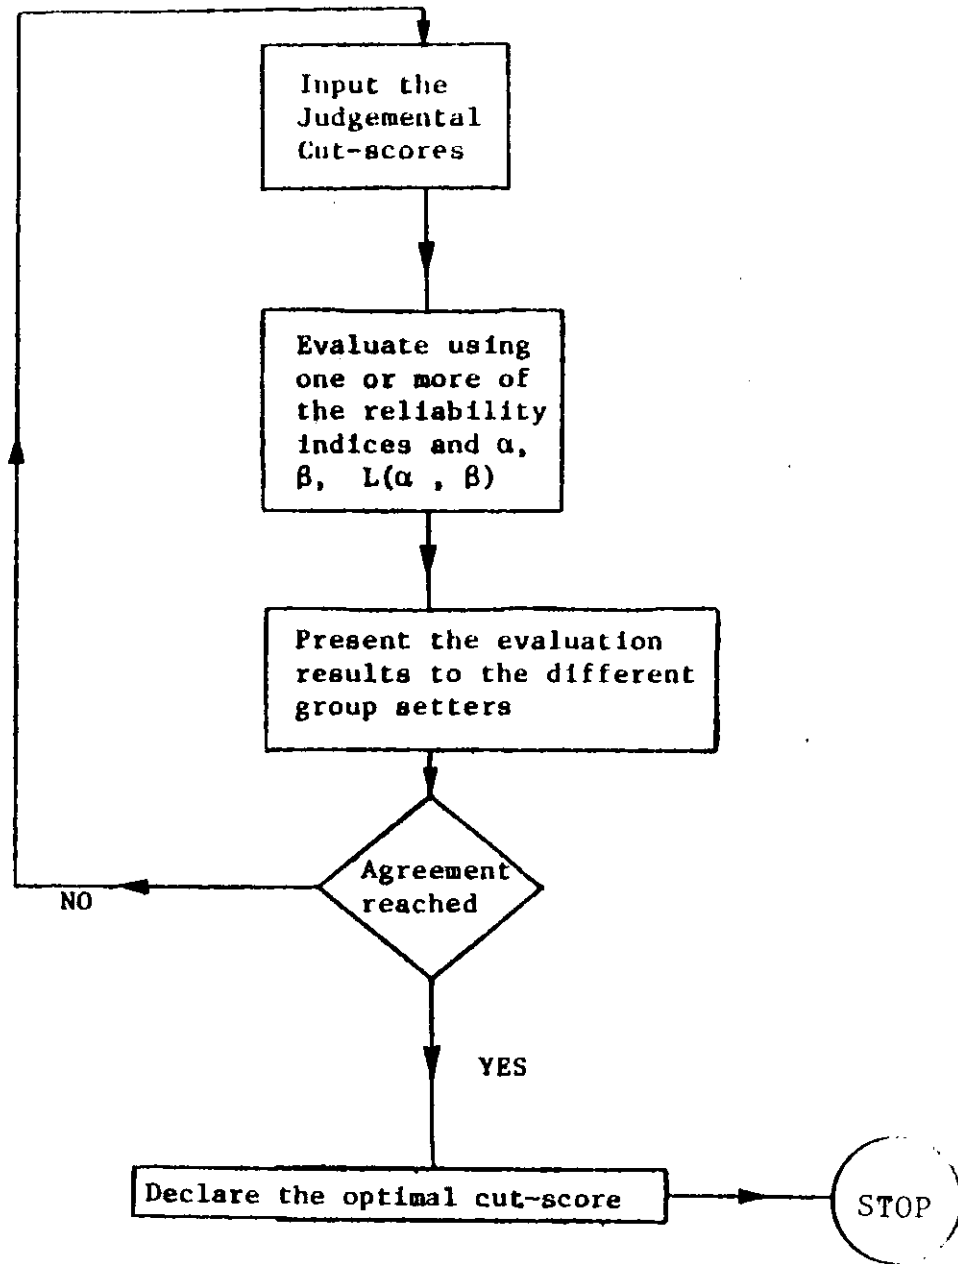 Input the
Judgemental
Cut-scores
Evaluate using
one or more of
the reliability
indices and α,
β, L(α , β)
Present the evaluation
results to the different
group setters
Agreement
reached
NO
YES
Declare the optimal cut-score
STOP